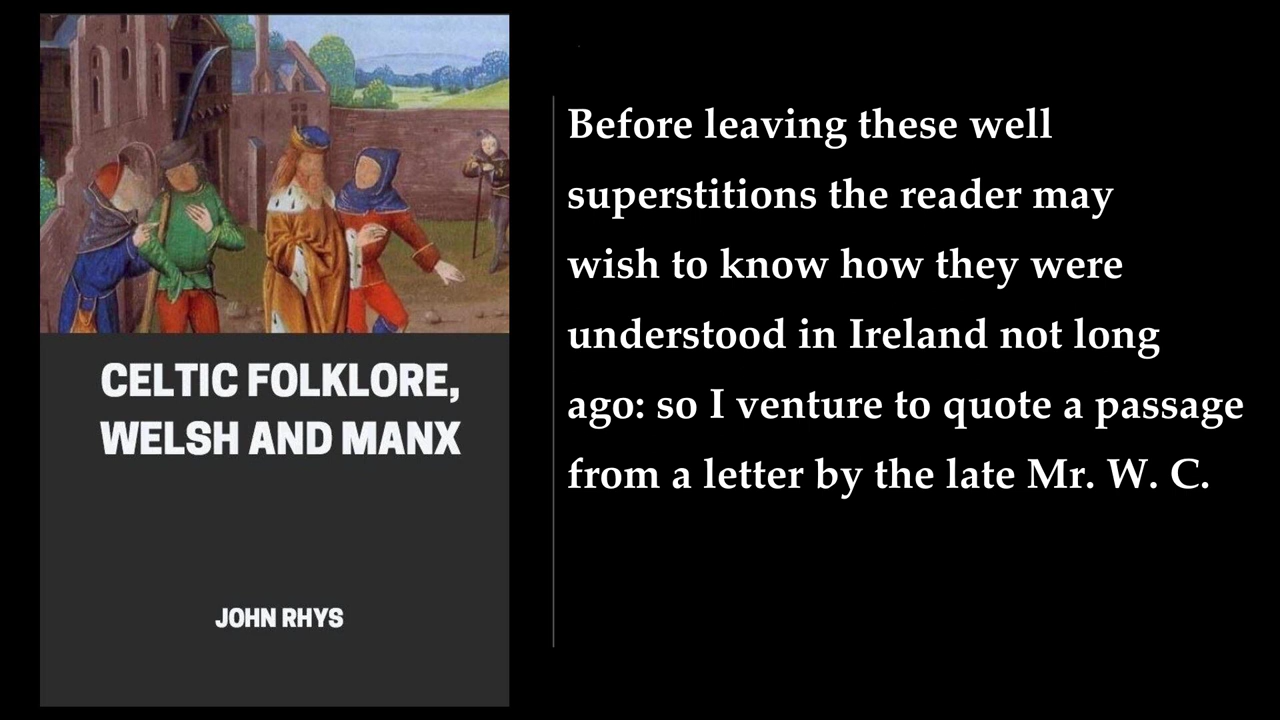 CELTIC FOLKLORE,
WELSH AND MANX
JOHN RHYS
Before leaving these well
superstitions the reader may
wish to know how they were
understood in Ireland not long
ago: so I venture to quote a passage
from a letter by the late Mr. W. C.